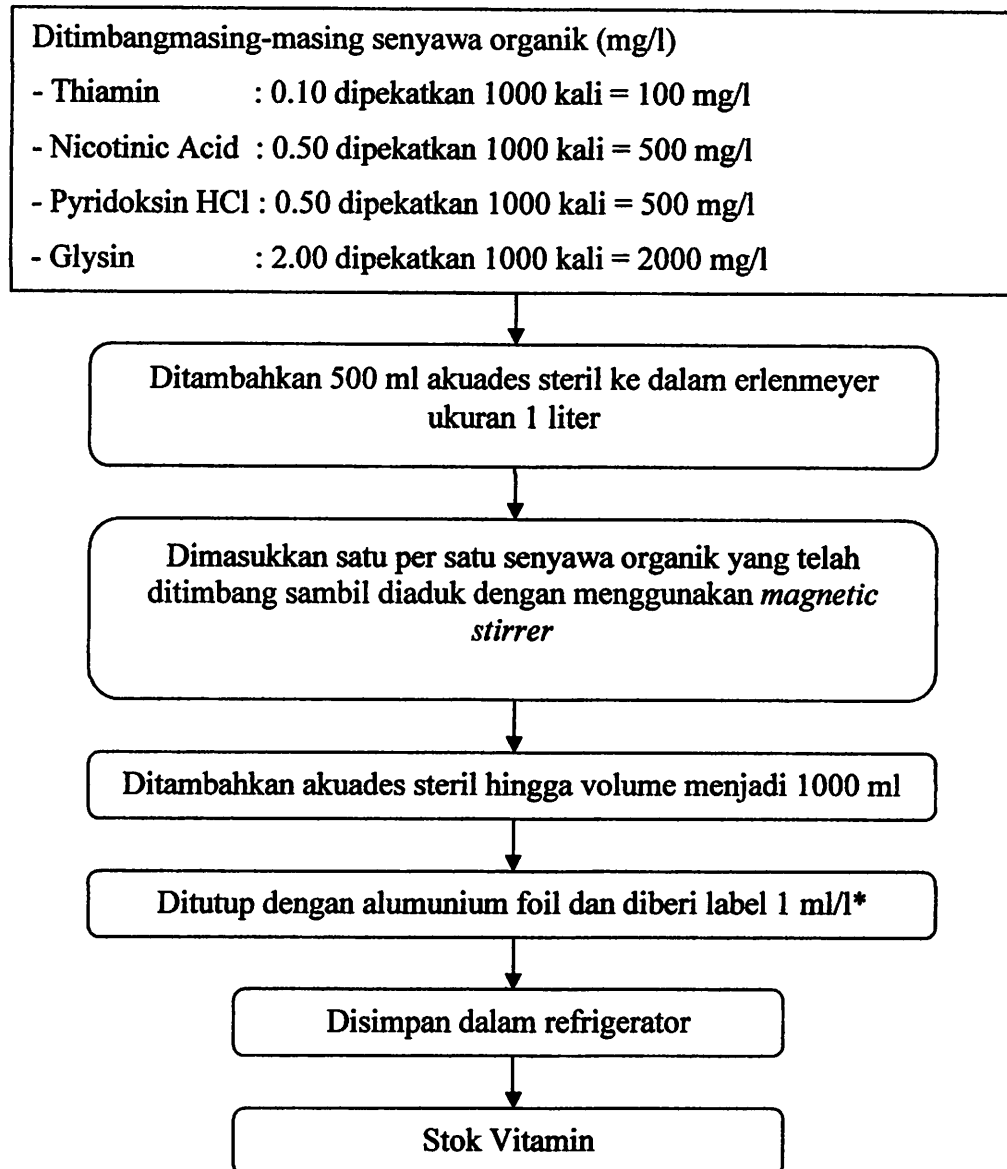 Ditimbangmasing-masing senyawa organik (mg/l)
- Thiamin : 0.10 dipekatkan 1000 kali = 100 mg/l
- Nicotinic Acid : 0.50 dipekatkan 1000 kali = 500 mg/l
- Pyridoksin HCl : 0.50 dipekatkan 1000 kali = 500 mg/l
- Glysin : 2.00 dipekatkan 1000 kali = 2000 mg/l
Ditambahkan 500 ml akuades steril ke dalam erlenmeyer
ukuran 1 liter
Dimasukkan satu per satu senyawa organik yang telah
ditimbang sambil diaduk dengan menggunakan magnetic
stirrer
Ditambahkan akuades steril hingga volume menjadi 1000 ml
Ditutup dengan alumunium foil dan diberi label 1 ml/l*
Disimpan dalam refrigerator
Stok Vitamin